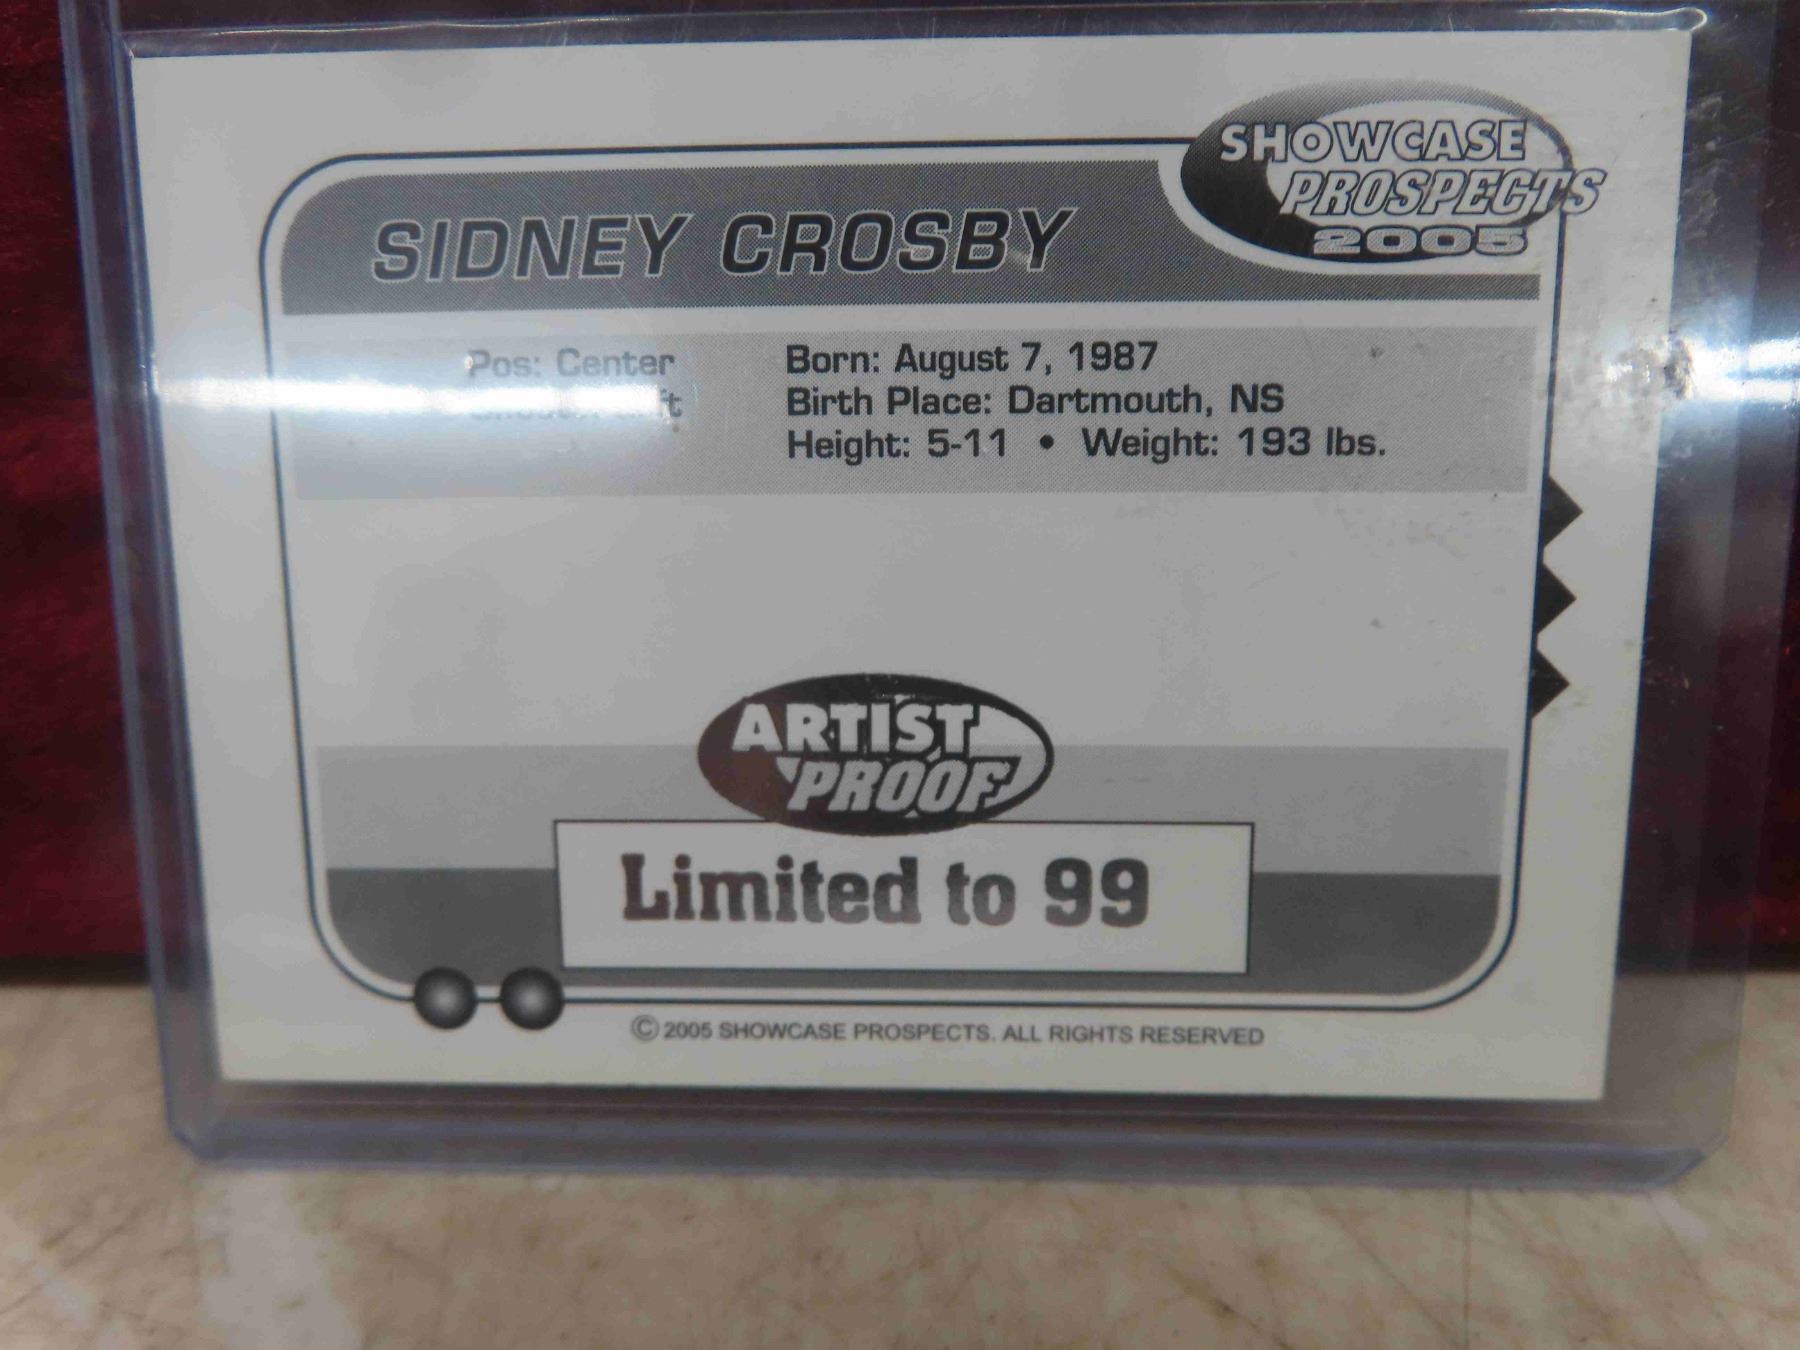 SHOWCASE
PROSPECTS
2005
SIDNEY CROSBY
Pos: Center
Born: August 7, 1987
Birth Place: Dartmouth, NS
Height: 5-11 • Weight: 193 lbs.
ARTIST
PROOF
Limited to 99
© 2005 SHOWCASE PROSPECTS. ALL RIGHTS RESERVED